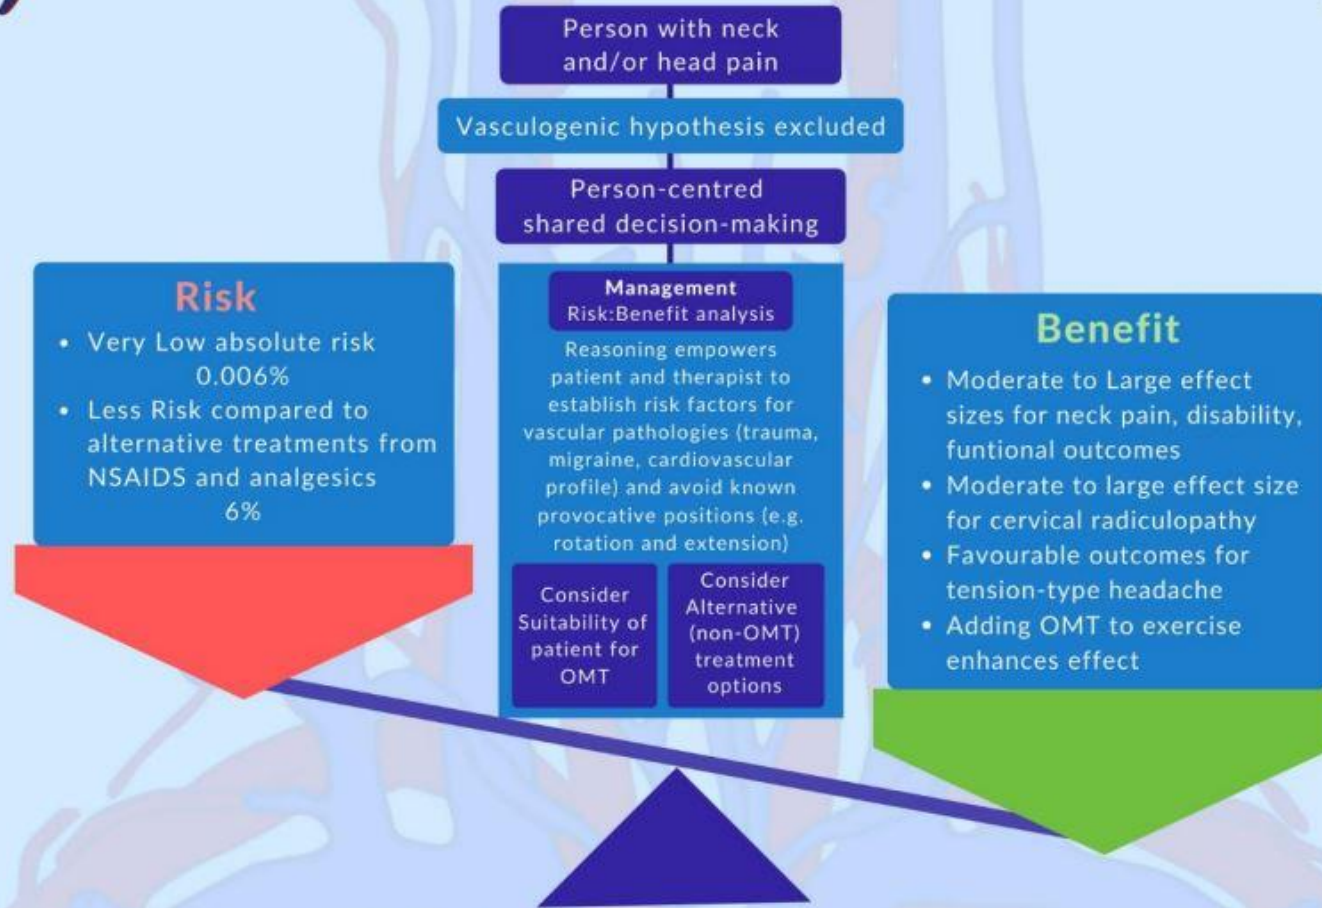 Person with neck
and/or head pain
Vasculogenic hypothesis excluded
Person-centred
shared decision-making
Risk
• Very Low absolute risk
0.006%
• Less Risk compared to
alternative treatments from
NSAIDS and analgesics
6%
Management
Risk:Benefit analysis
Reasoning empowers
patient and therapist to
establish risk factors for
vascular pathologies (trauma,
migraine, cardiovascular
profile) and avoid known
provocative positions (e.g.
rotation and extension)
Consider
Suitability of
patient for
OMT
Consider
Alternative
(non-OMT)
treatment
options
Benefit
• Moderate to Large effect
sizes for neck pain, disability,
funtional outcomes
• Moderate to large effect size
for cervical radiculopathy
• Favourable outcomes for
tension-type headache
• Adding OMT to exercise
enhances effect